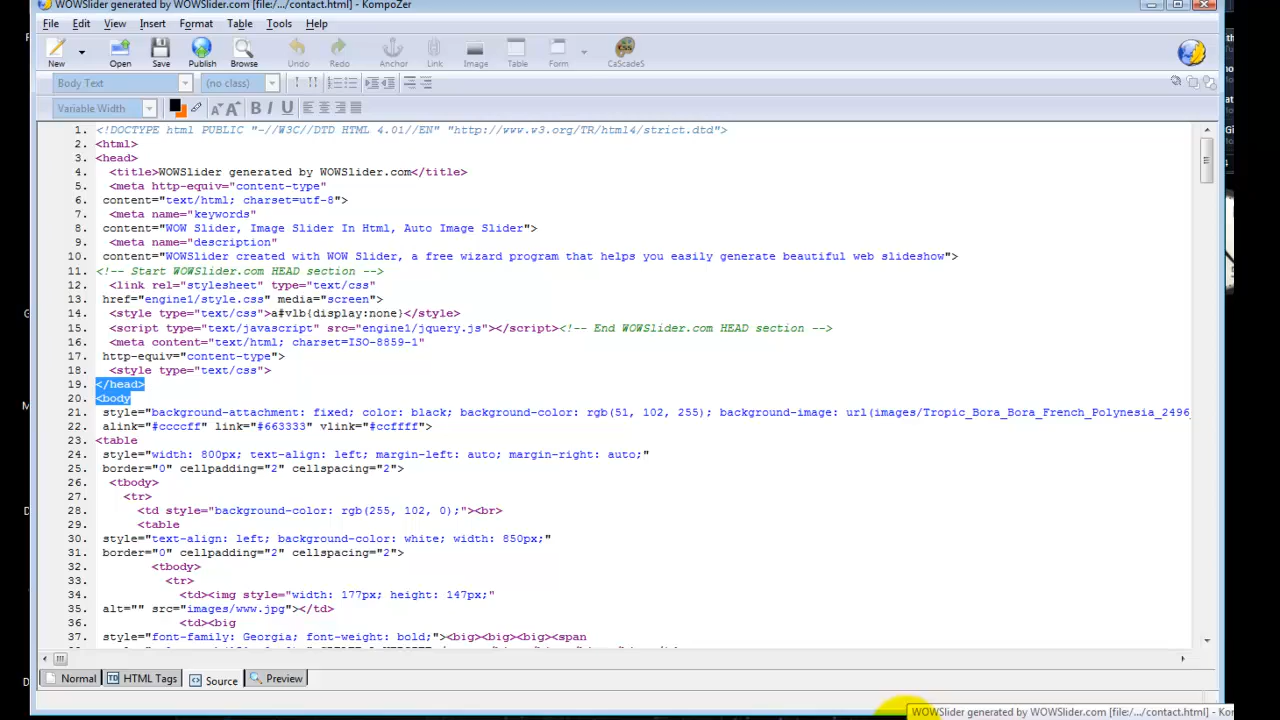 WOWSlider generated by WOWSlider.com [file:/.../contact.html] - KompoZer
File Edit View Insert Format Table Tools Help
New Open Save Publish Browse Undo Redo Anchor Link Image Table Form CaScadeS
Body Text (no class)
Variable Width
1. <!DOCTYPE html PUBLIC "-//W3C//DTD HTML 4.01//EN" "http://www.w3.org/TR/html4/strict.dtd">
2. <html>
3. <head>
4. <title>WOWSlider generated by WOWSlider.com</title>
5. <meta http-equiv="content-type"
6. content="text/html; charset=utf-8">
7. <meta name="keywords"
8. content="WOW Slider, Image Slider In Html, Auto Image Slider">
9. <meta name="description"
10. content="WOWSlider created with WOW Slider, a free wizard program that helps you easily generate beautiful web slideshow">
11. <!-- Start WOWSlider.com HEAD section -->
12. <link rel="stylesheet" type="text/css"
13. href="engine1/style.css" media="screen">
14. <style type="text/css">a#vlb{display:none}</style>
15. <script type="text/javascript" src="engine1/jquery.js"></script><!-- End WOWSlider.com HEAD section -->
16. <meta content="text/html; charset=ISO-8859-1"
17. http-equiv="content-type">
18. <style type="text/css">
19. </head>
20. <body
21. style="background-attachment: fixed; color: black; background-color: rgb(51, 102, 255); background-image: url(images/Tropic_Bora_Bora_French_Polynesia_2496
22. alink="#ccccff" link="#663333" vlink="#ccffff">
23. <table
24. style="width: 800px; text-align: left; margin-left: auto; margin-right: auto;"
25. border="0" cellpadding="2" cellspacing="2">
26. <tbody>
27. <tr>
28. <td style="background-color: rgb(255, 102, 0);"><br>
29. <table
30. style="text-align: left; background-color: white; width: 850px;"
31. border="0" cellpadding="2" cellspacing="2">
32. <tbody>
33. <tr>
34. <td><img style="width: 177px; height: 147px;"
35. alt="" src="images/www.jpg"></td>
36. <td><big
37. style="font-family: Georgia; font-weight: bold;"><big><big><big><span
Normal HTML Tags Source Preview
WOWSlider generated by WOWSlider.com [file:/.../contact.html] - Ko